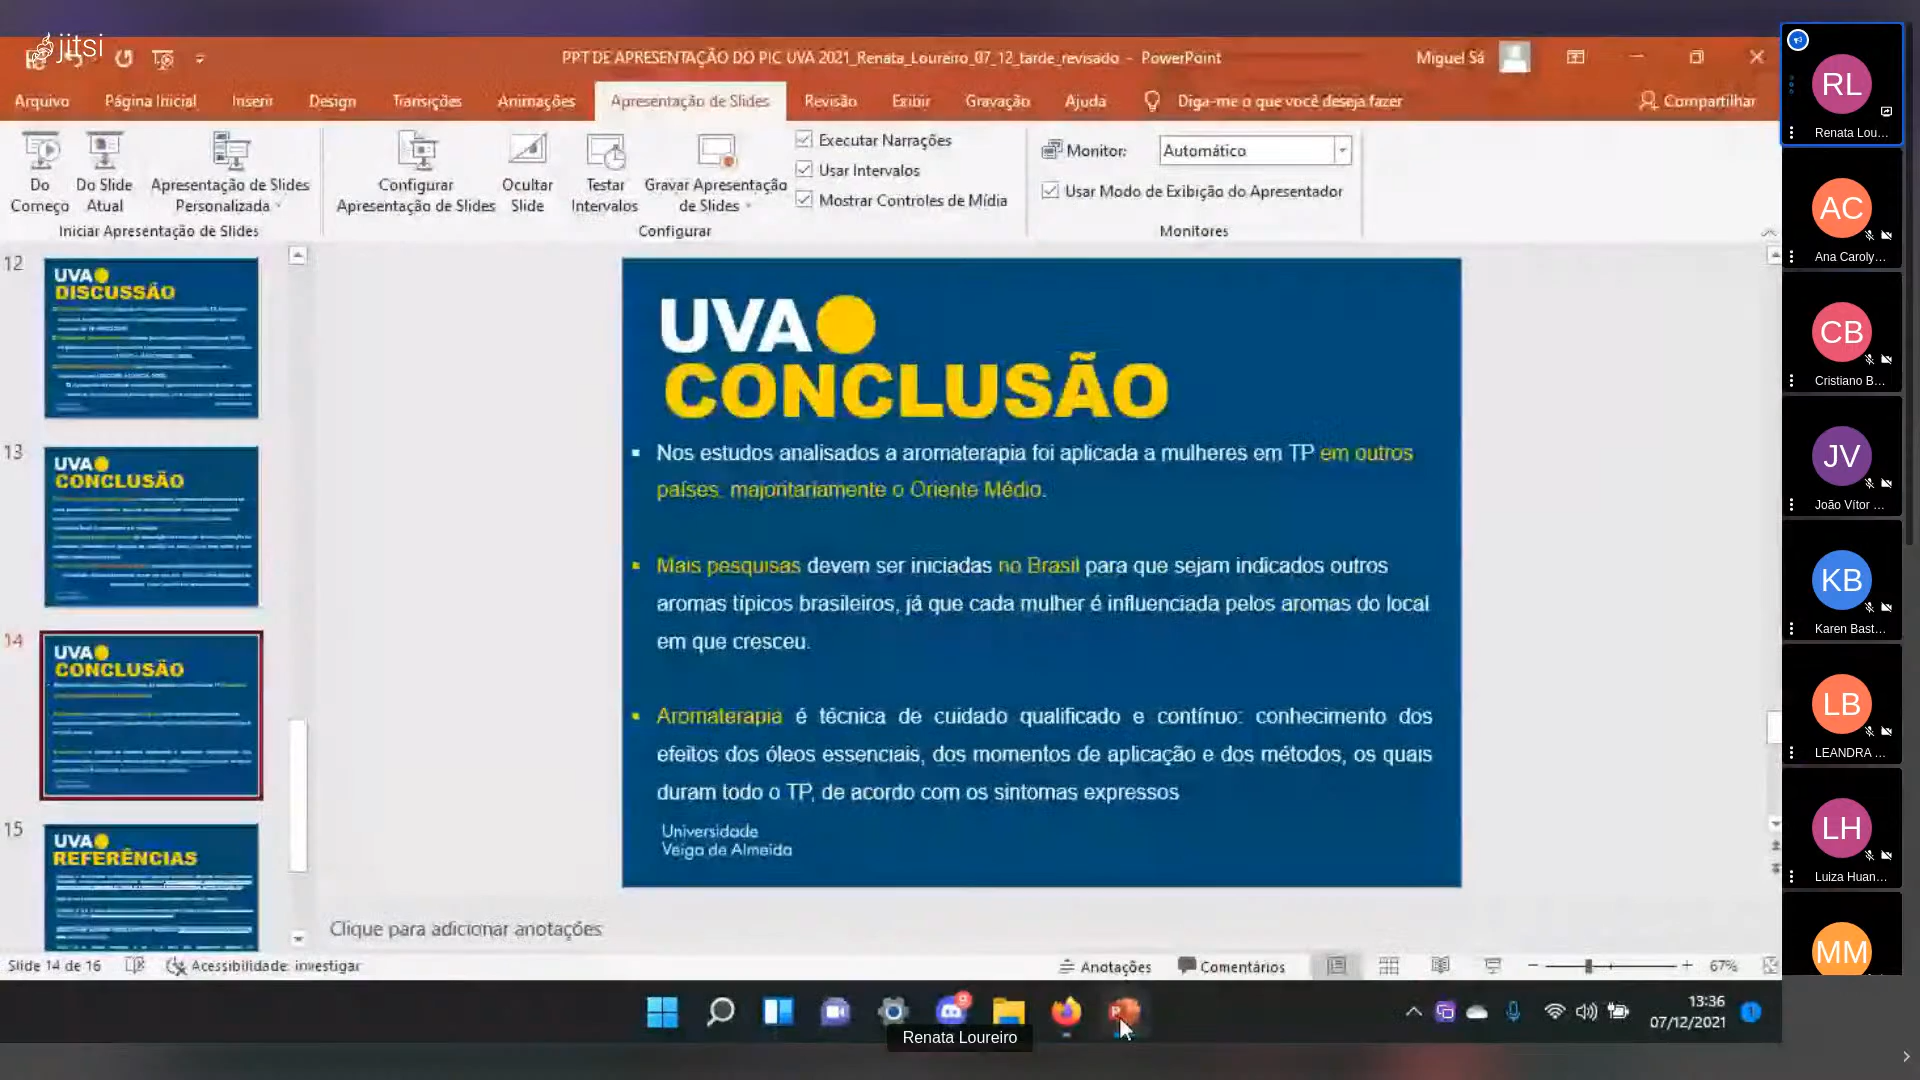 jitsi
PPT DE APRESENTAÇÃO DO PIC UVA 2021_Renata_Loureiro_07_12_tarde_revisado - PowerPoint
Miguel Sá
Arquivo Página Inicial Inserir Design Transições Animações Apresentação de Slides Revisão Exibir Gravação Ajuda Diga-me o que você deseja fazer Compartilhar
Do Começo
Do Slide Atual
Apresentação de Slides Personalizada
Iniciar Apresentação de Slides
Configurar Apresentação de Slides
Ocultar Slide
Testar Intervalos
Gravar Apresentação de Slides
Executar Narrações
Usar Intervalos
Mostrar Controles de Mídia
Configurar
Monitor: Automático
Usar Modo de Exibição do Apresentador
Monitores
12
UVA
DISCUSSÃO
13
UVA
CONCLUSÃO
14
UVA
CONCLUSÃO
15
UVA
REFERÊNCIAS
UVA
CONCLUSÃO
▪ Nos estudos analisados a aromaterapia foi aplicada a mulheres em TP em outros
países, majoritariamente o Oriente Médio.
▪ Mais pesquisas devem ser iniciadas no Brasil para que sejam indicados outros
aromas típicos brasileiros, já que cada mulher é influenciada pelos aromas do local
em que cresceu.
▪ Aromaterapia é técnica de cuidado qualificado e contínuo: conhecimento dos
efeitos dos óleos essenciais, dos momentos de aplicação e dos métodos, os quais
duram todo o TP, de acordo com os sintomas expressos
Universidade
Veiga de Almeida
Clique para adicionar anotações
Slide 14 de 16 Acessibilidade: investigar Anotações Comentários 67%
13:36
07/12/2021
1
Renata Loureiro
RL
Renata Lou...
AC
Ana Caroly...
CB
Cristiano B...
JV
João Vítor ...
KB
Karen Bast...
LB
LEANDRA ...
LH
Luiza Huan...
MM